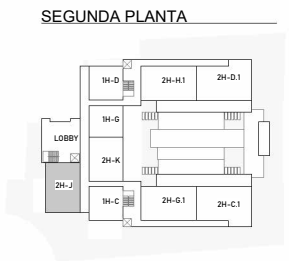 SEGUNDA PLANTA
1H-D
2H-H.1
2H-D.1
1H-G
LOBBY
2H-K
2H-J
1H-C
2H-G.1
2H-C.1